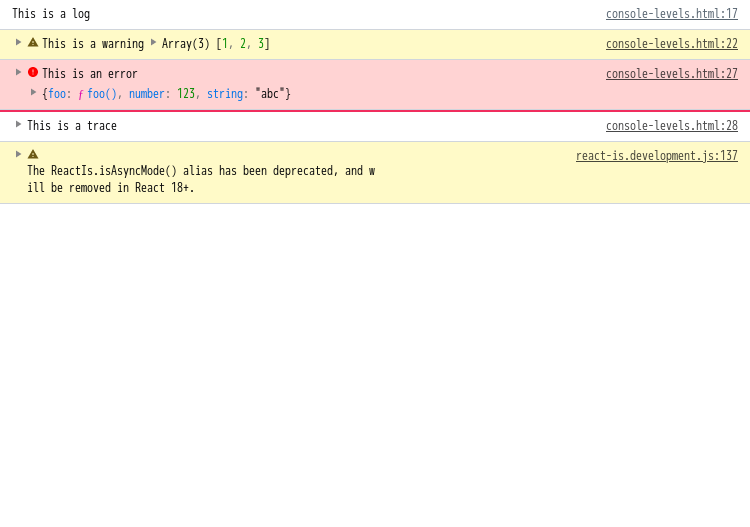 This is a log console-levels.html:17
This is a warning Array(3) [1, 2, 3] console-levels.html:22
This is an error console-levels.html:27
{foo: ƒ foo(), number: 123, string: "abc"}
This is a trace console-levels.html:28
react-is.development.js:137
The ReactIs.isAsyncMode() alias has been deprecated, and w
ill be removed in React 18+.